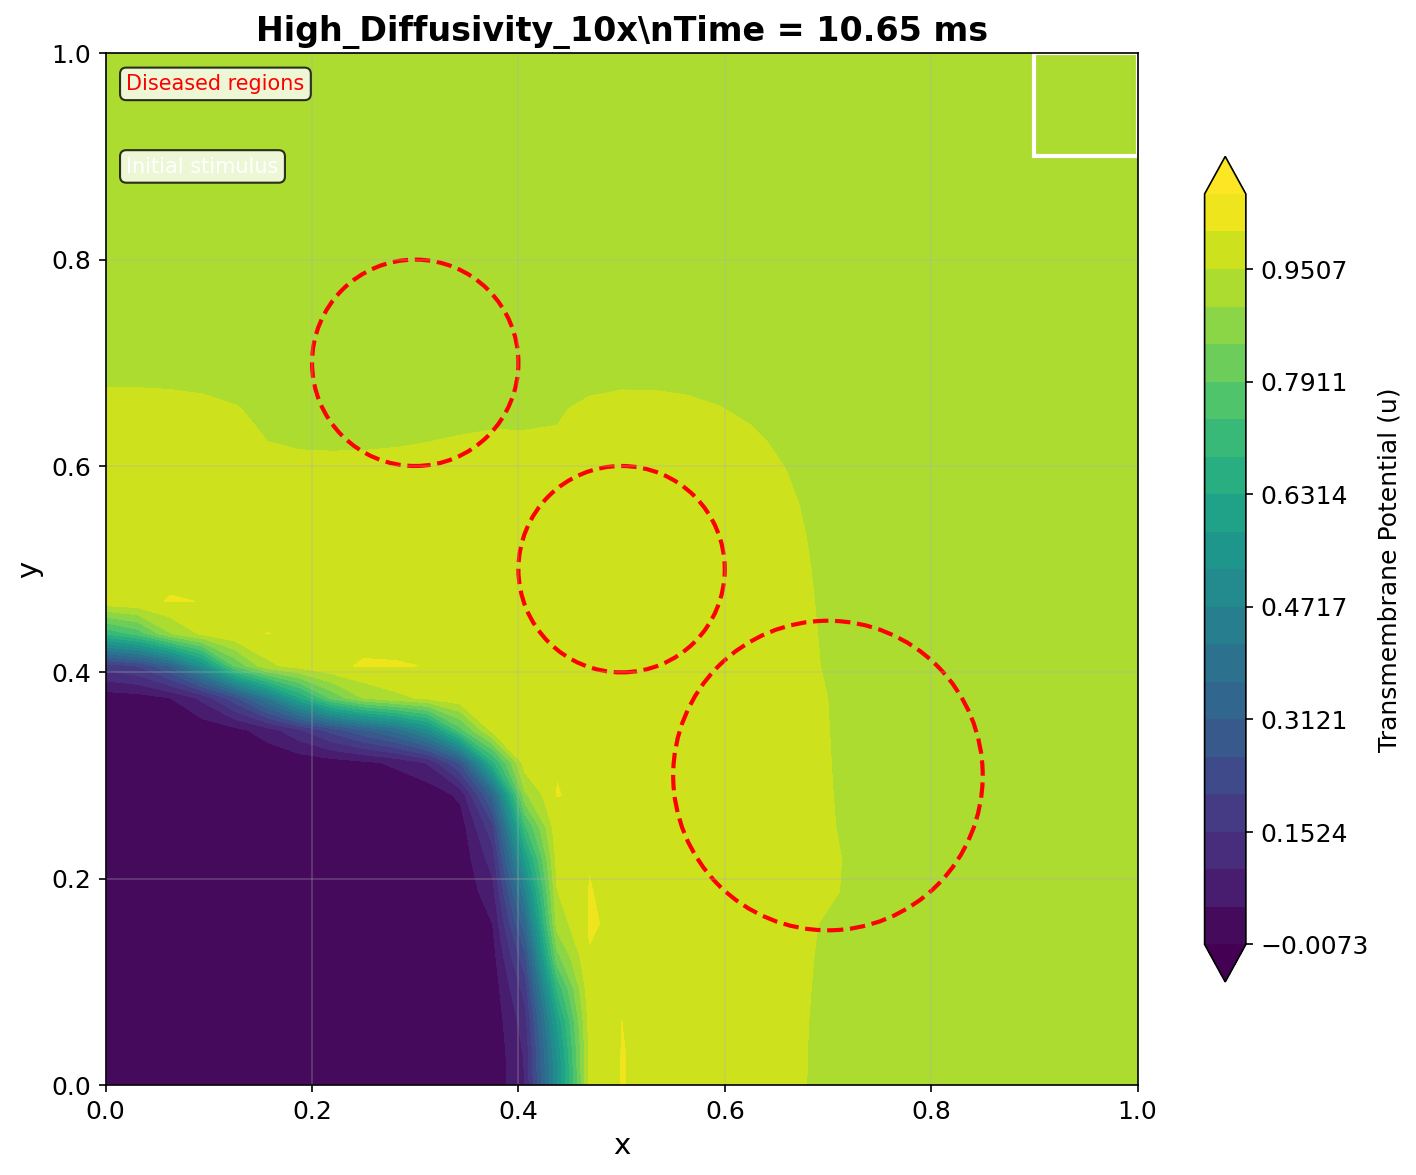 High_Diffusivity_10x\nTime = 10.65 ms
Diseased regions
Initial stimulus
1.0
0.8
0.6
0.4
0.2
0.0
y
0.0 0.2 0.4 0.6 0.8 1.0
x
0.9507
0.7911
0.6314
0.4717
0.3121
0.1524
−0.0073
Transmembrane Potential (u)